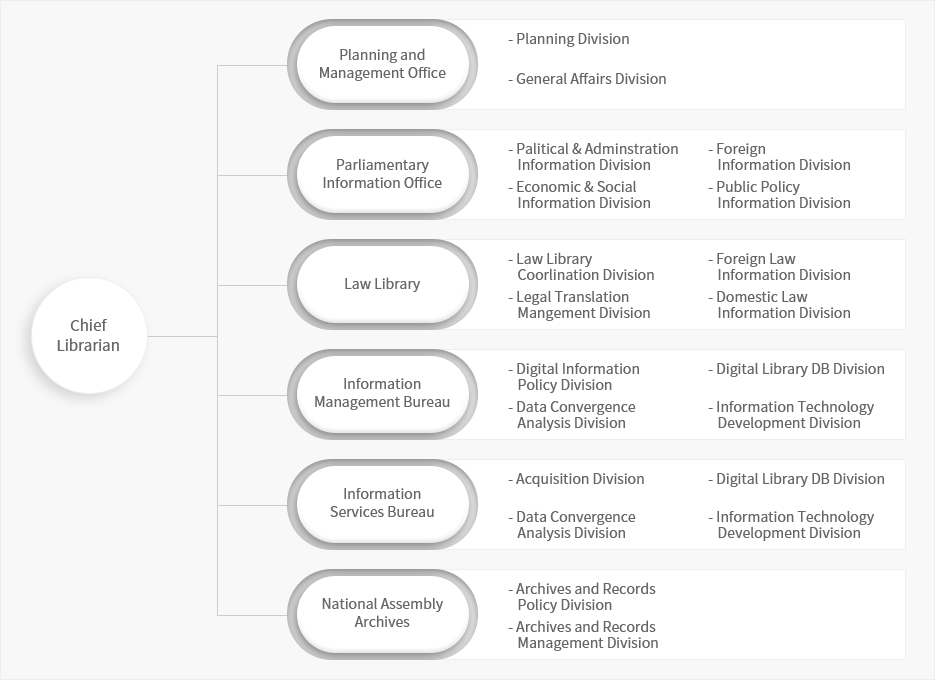 Chief
Librarian
Planning and
Management Office
- Planning Division
- General Affairs Division
Parliamentary
Information Office
- Palitical & Adminstration
Information Division
- Economic & Social
Information Division
- Foreign
Information Division
- Public Policy
Information Division
Law Library
- Law Library
Coorlination Division
- Legal Translation
Mangement Division
- Foreign Law
Information Division
- Domestic Law
Information Division
Information
Management Bureau
- Digital Information
Policy Division
- Data Convergence
Analysis Division
- Digital Library DB Division
- Information Technology
Development Division
Information
Services Bureau
- Acquisition Division
- Data Convergence
Analysis Division
- Digital Library DB Division
- Information Technology
Development Division
National Assembly
Archives
- Archives and Records
Policy Division
- Archives and Records
Management Division